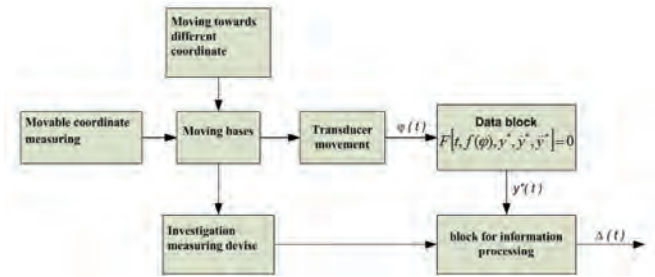 Moving towards
different
coordinate
Movable coordinate
measuring
Moving bases
Transducer
movement
φ(t)
Data block
F[t, f(φ), y*, ẏ*, ÿ*]=0
y*(t)
Investigation
measuring devise
block for information
processing
Δ(t)